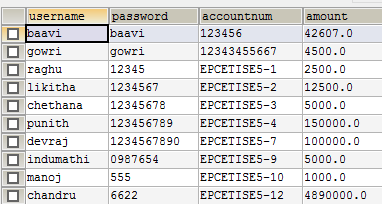 username password accountnum amount
baavi baavi 123456 42607.0
gowri gowri 12343455667 4500.0
raghu 12345 EPCETISE5-1 2500.0
likitha 1234567 EPCETISE5-2 12500.0
chethana 12345678 EPCETISE5-3 5000.0
punith 123456789 EPCETISE5-4 150000.0
devraj 1234567890 EPCETISE5-7 100000.0
indumathi 0987654 EPCETISE5-9 5000.0
manoj 555 EPCETISE5-10 1000.0
chandru 6622 EPCETISE5-12 4890000.0